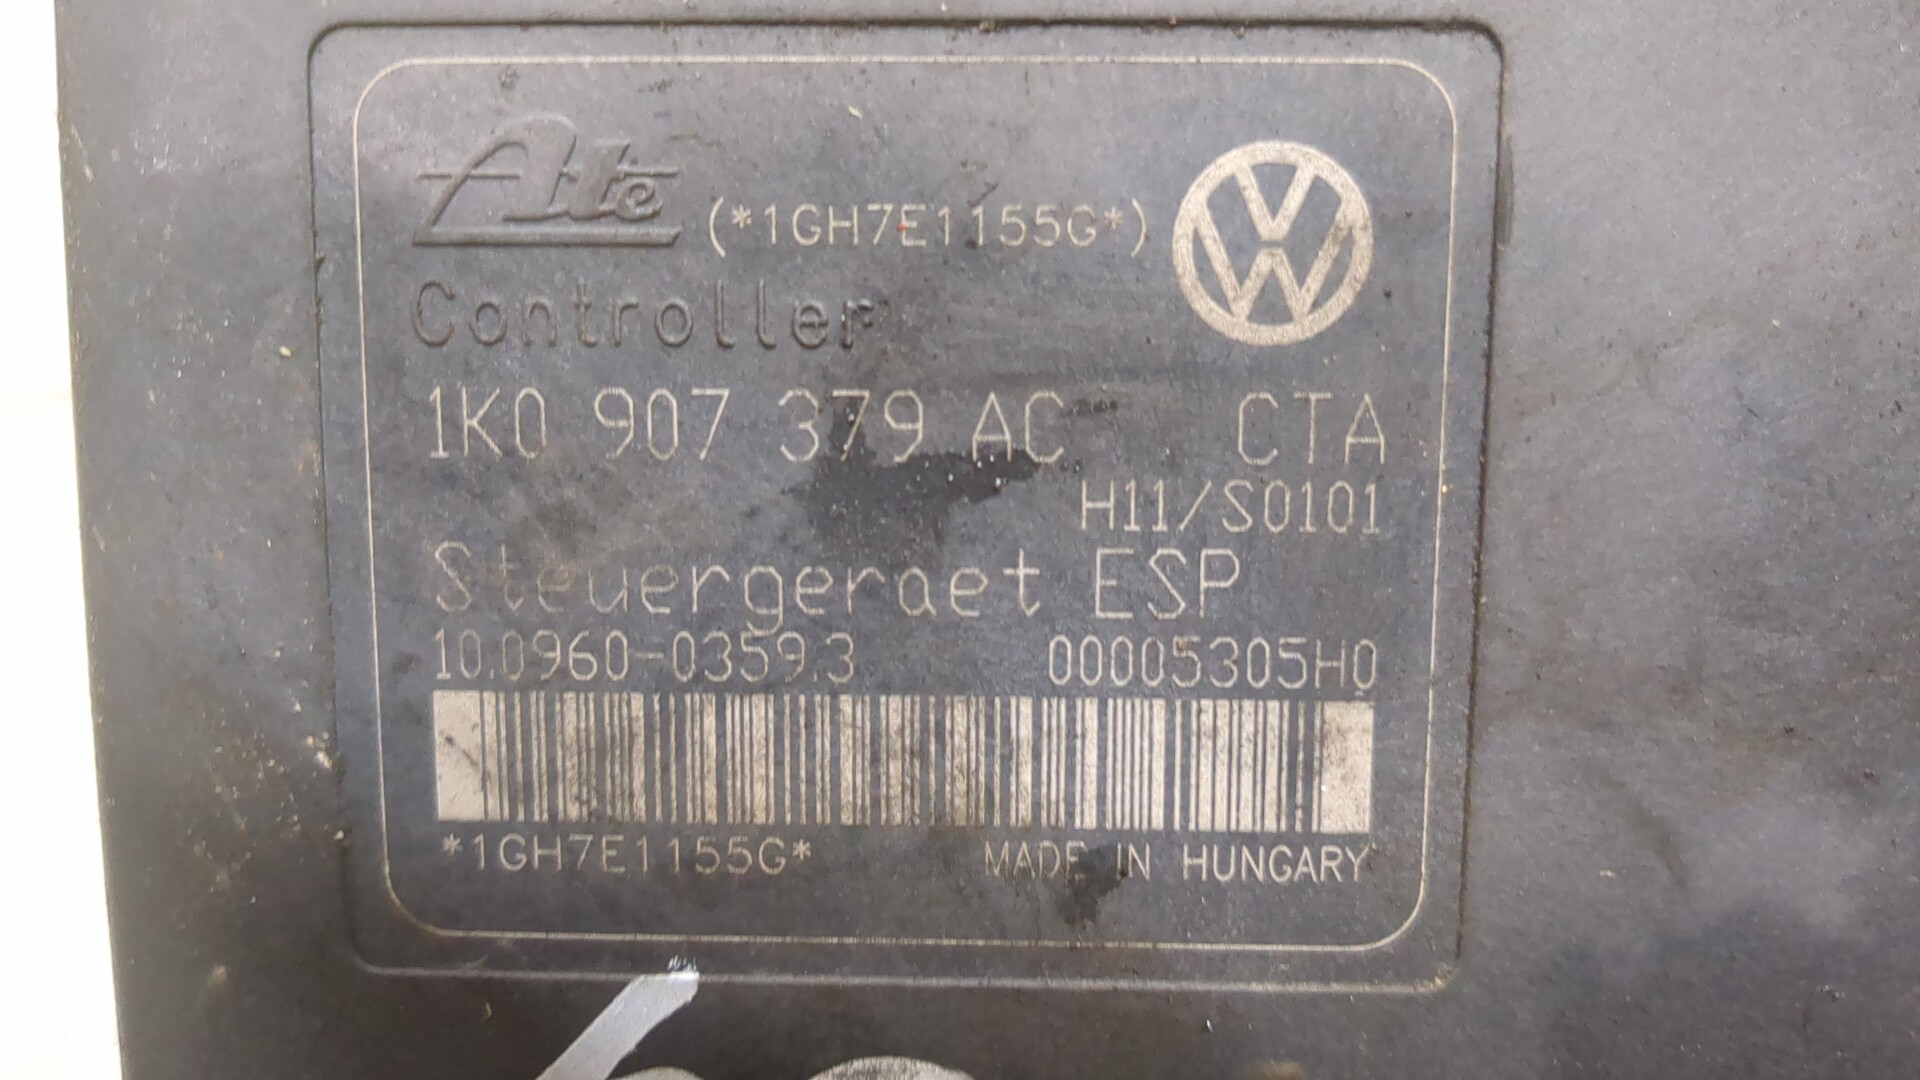 Ate (*1GH7E1155G*)
Controller
1K0 907 379 AC CTA
H11/S0101
Steuergeraet ESP
10.0960-0359.3 00005305H0
*1GH7E1155G* MADE IN HUNGARY